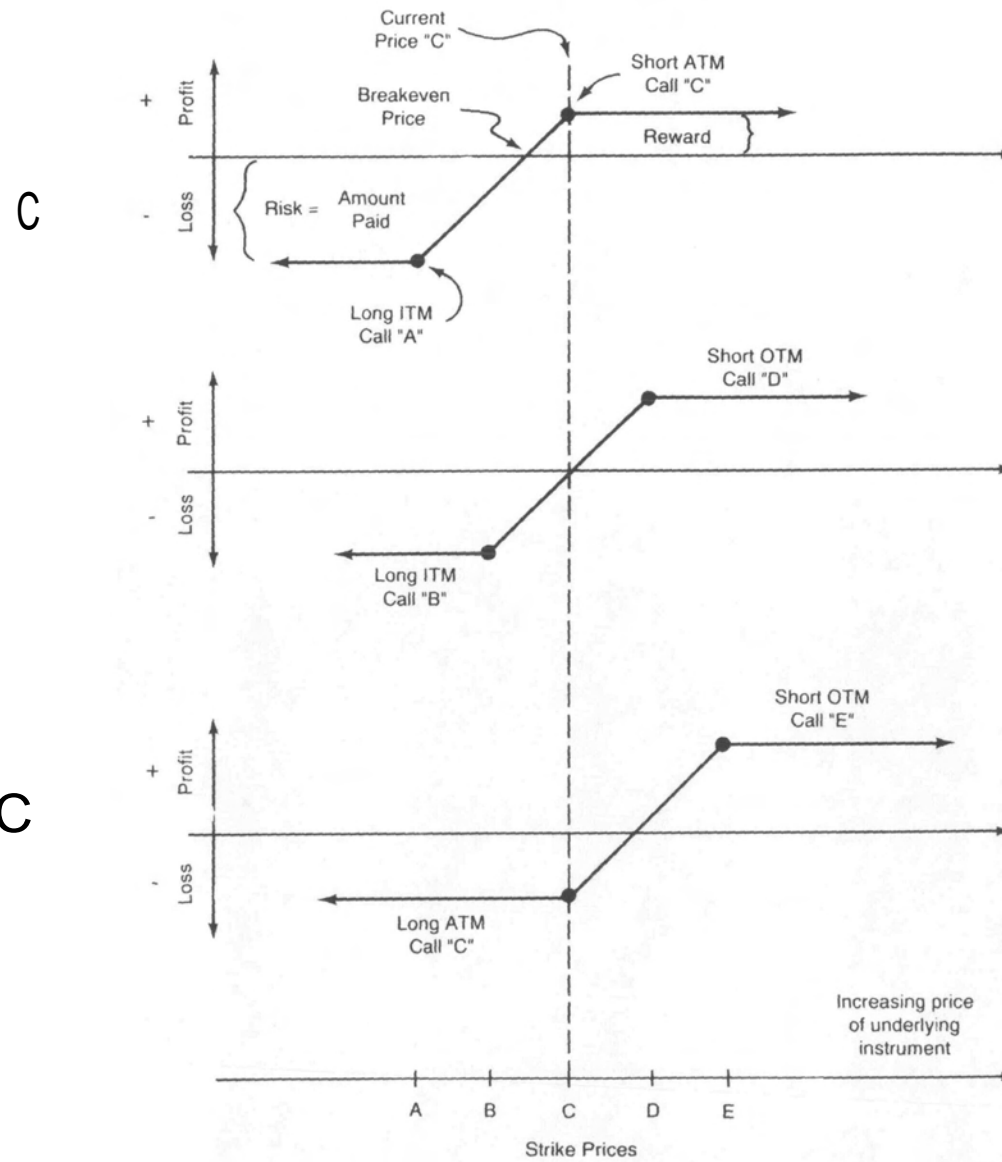 Current
Price "C"
Short ATM
Call "C"
Breakeven
Price
+
Profit
Reward
C
-
Loss
Risk = Amount
Paid
Long ITM
Call "A"
Short OTM
Call "D"
+
Profit
-
Loss
Long ITM
Call "B"
Short OTM
Call "E"
+
Profit
C
-
Loss
Long ATM
Call "C"
Increasing price
of underlying
instrument
A B C D E
Strike Prices